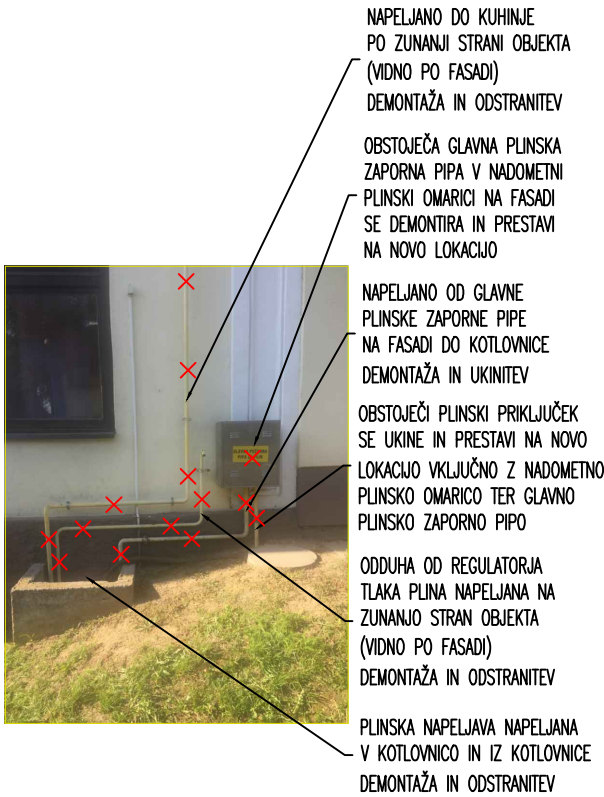 NAPELJANO DO KUHINJE
PO ZUNANJI STRANI OBJEKTA
(VIDNO PO FASADI)
DEMONTAŽA IN ODSTRANITEV
OBSTOJEČA GLAVNA PLINSKA
ZAPORNA PIPA V NADOMETNI
PLINSKI OMARICI NA FASADI
SE DEMONTIRA IN PRESTAVI
NA NOVO LOKACIJO
NAPELJANO OD GLAVNE
PLINSKE ZAPORNE PIPE
NA FASADI DO KOTLOVNICE
DEMONTAŽA IN UKINITEV
OBSTOJEČI PLINSKI PRIKLJUČEK
SE UKINE IN PRESTAVI NA NOVO
LOKACIJO VKLJUČNO Z NADOMETNO
PLINSKO OMARICO TER GLAVNO
PLINSKO ZAPORNO PIPO
ODDUHA OD REGULATORJA
TLAKA PLINA NAPELJANA NA
ZUNANJO STRAN OBJEKTA
(VIDNO PO FASADI)
DEMONTAŽA IN ODSTRANITEV
PLINSKA NAPELJAVA NAPELJANA
V KOTLOVNICO IN IZ KOTLOVNICE
DEMONTAŽA IN ODSTRANITEV